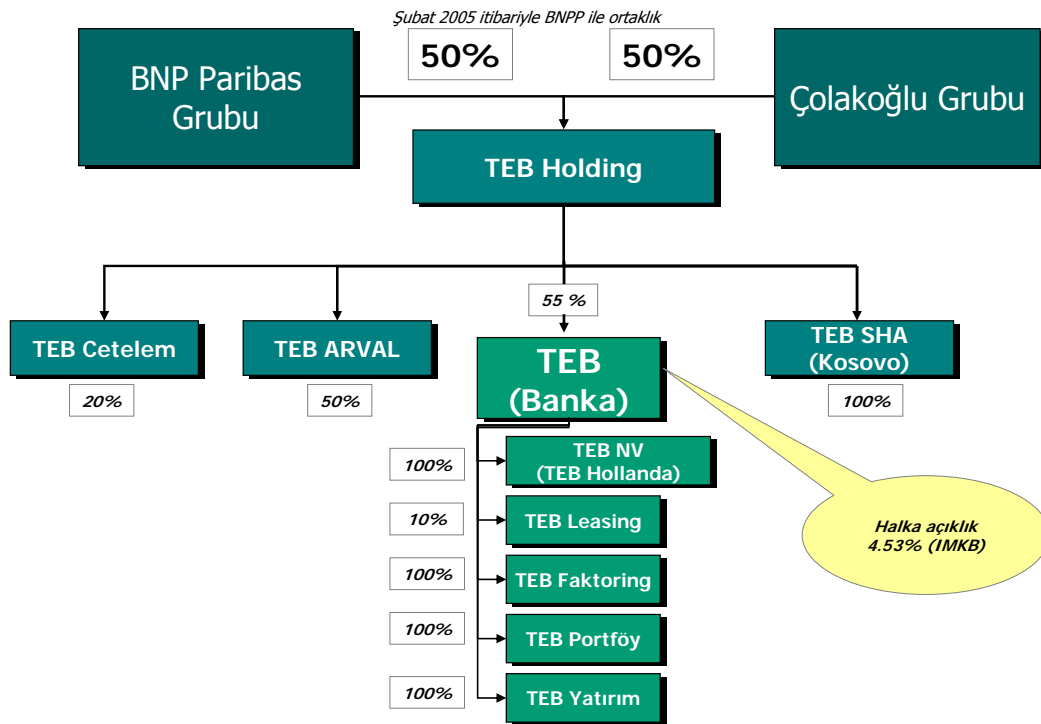 Şubat 2005 itibariyle BNPP ile ortaklık
50%
50%
BNP Paribas
Grubu
Çolakoğlu Grubu
TEB Holding
55 %
TEB Cetelem
20%
TEB ARVAL
50%
TEB
(Banka)
TEB SHA
(Kosovo)
100%
100%
TEB NV
(TEB Hollanda)
10%
TEB Leasing
100%
TEB Faktoring
100%
TEB Portföy
100%
TEB Yatırım
Halka açıklık
4.53% (IMKB)